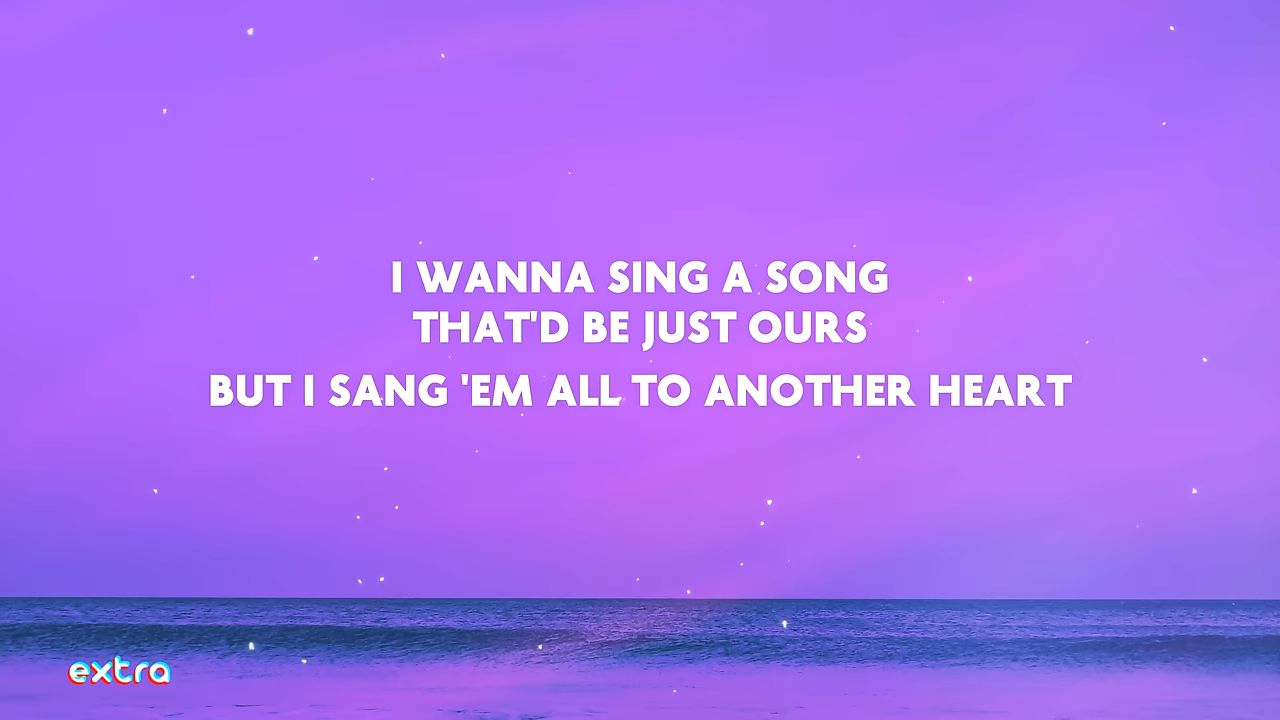 I WANNA SING A SONG
THAT'D BE JUST OURS
BUT I SANG 'EM ALL TO ANOTHER HEART
extra